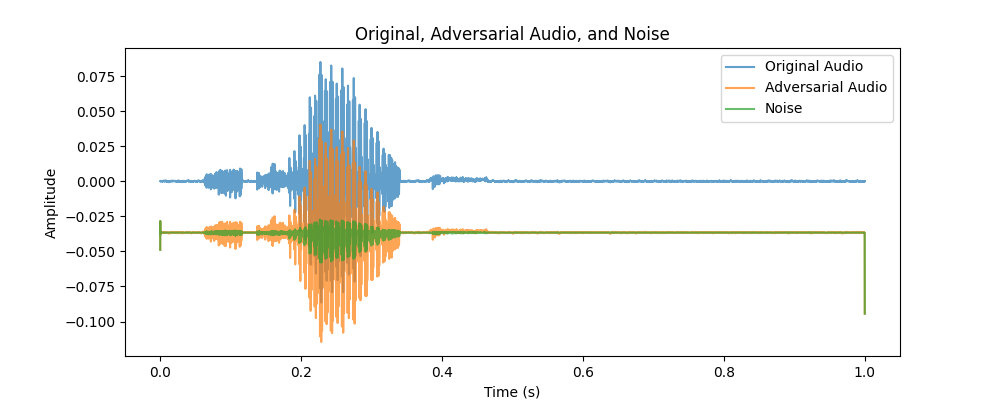 Original, Adversarial Audio, and Noise
Original Audio
Adversarial Audio
Noise
0.075
0.050
0.025
0.000
−0.025
−0.050
−0.075
−0.100
Amplitude
0.0 0.2 0.4 0.6 0.8 1.0
Time (s)